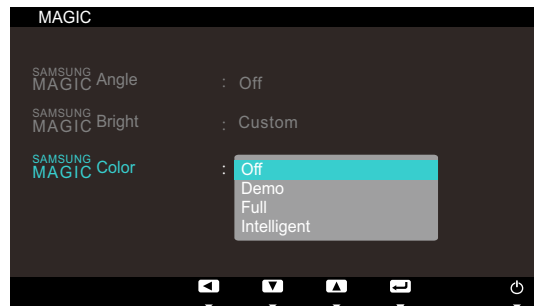 MAGIC
SAMSUNG
MAGIC Angle : Off
SAMSUNG
MAGIC Bright : Custom
SAMSUNG
MAGIC Color : Off
Demo
Full
Intelligent